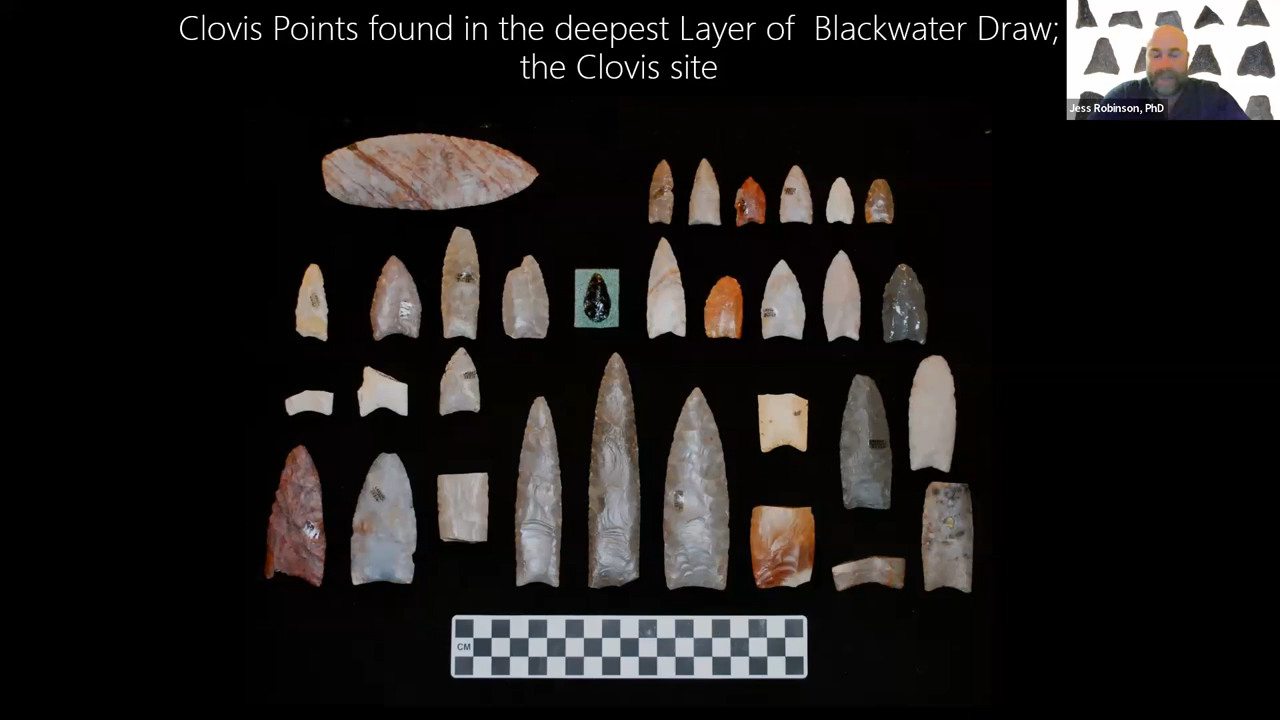 Clovis Points found in the deepest Layer of  Blackwater Draw;
the Clovis site
Jess Robinson, PhD
CM